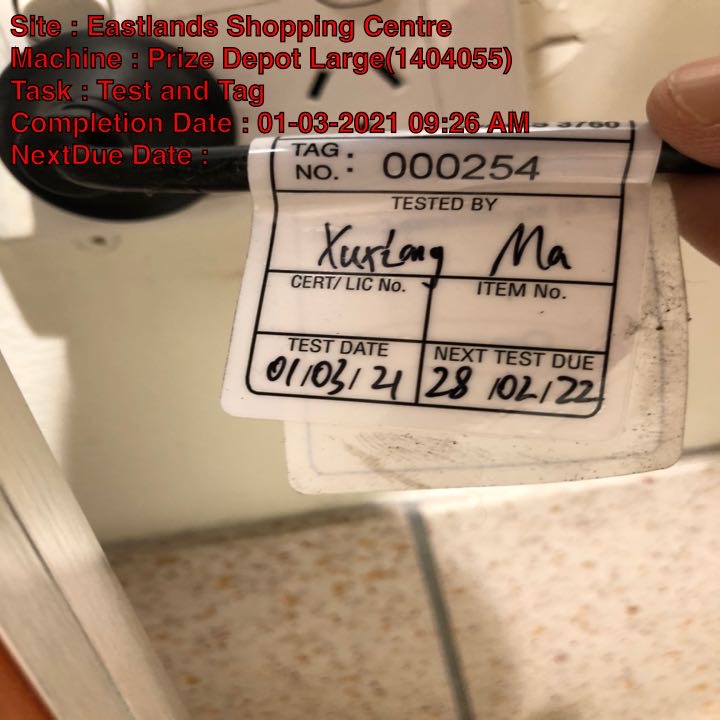 Site : Eastlands Shopping Centre
Machine : Prize Depot Large(1404055)
Task : Test and Tag
Completion Date : 01-03-2021 09:26 AM
NextDue Date :
3760
TAG NO. : 000254
TESTED BY
Xuxiang Ma
CERT/ LIC No. ITEM No.
TEST DATE NEXT TEST DUE
01/03/21 28/02/22